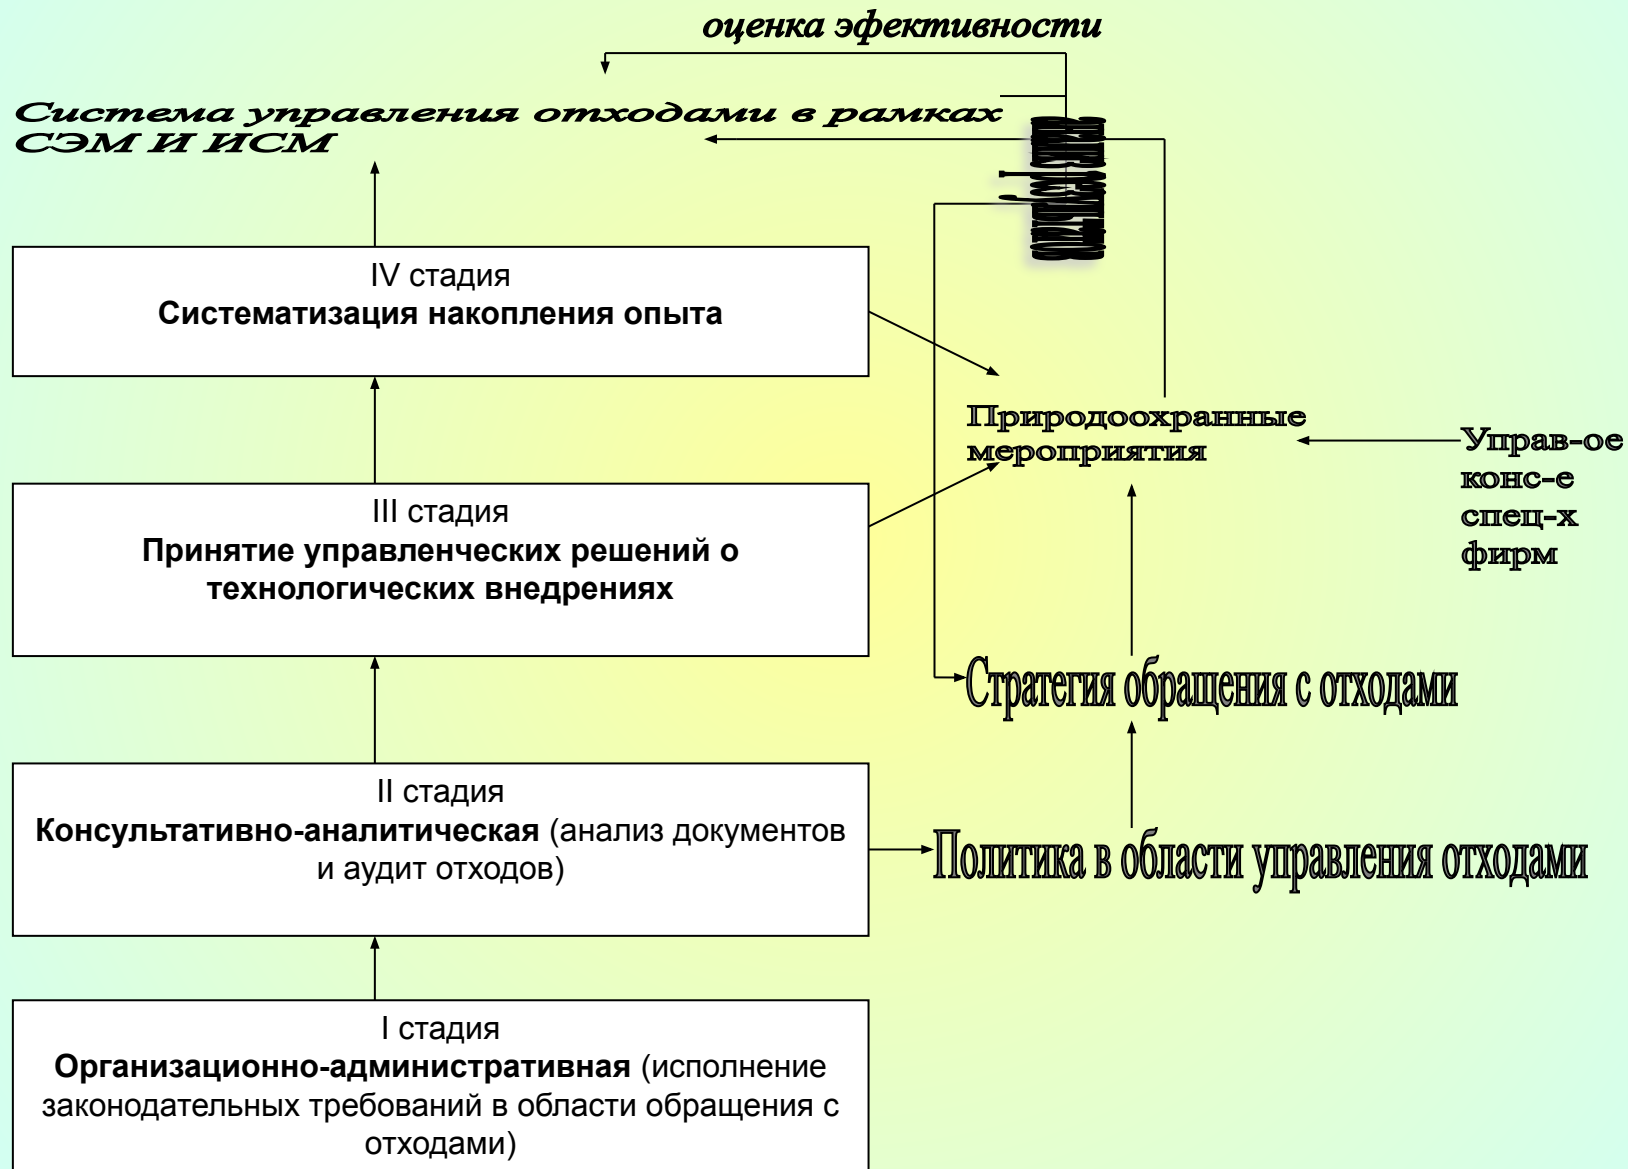 оценка эфективности
Система управления отходами в рамках
СЭМ И ИСМ
IV стадия
Систематизация накопления опыта
Природоохранные
мероприятия
Управ-ое
конс-е
спец-х
фирм
III стадия
Принятие управленческих решений о
технологических внедрениях
Стратегия обращения с отходами
II стадия
Консультативно-аналитическая (анализ документов
и аудит отходов)
Политика в области управления отходами
I стадия
Организационно-административная (исполнение
законодательных требований в области обращения с
отходами)